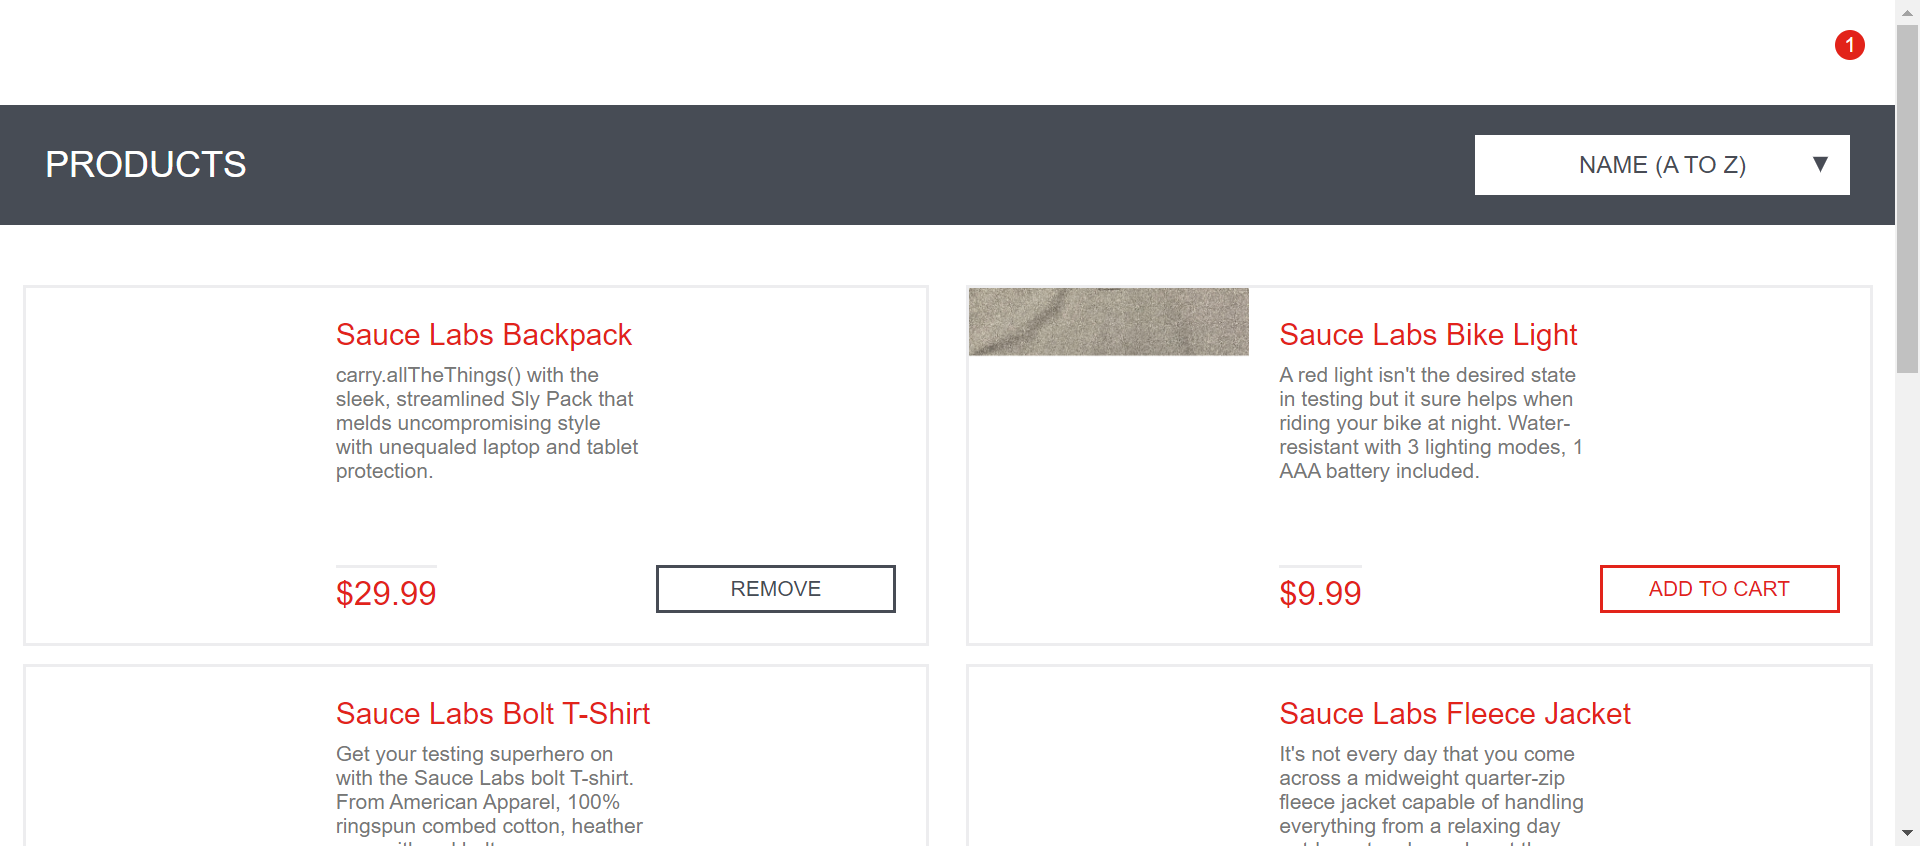 1
PRODUCTS
NAME (A TO Z) ▼
Sauce Labs Backpack
carry.allTheThings() with the
sleek, streamlined Sly Pack that
melds uncompromising style
with unequaled laptop and tablet
protection.
$29.99
REMOVE
Sauce Labs Bike Light
A red light isn't the desired state
in testing but it sure helps when
riding your bike at night. Water-
resistant with 3 lighting modes, 1
AAA battery included.
$9.99
ADD TO CART
Sauce Labs Bolt T-Shirt
Get your testing superhero on
with the Sauce Labs bolt T-shirt.
From American Apparel, 100%
ringspun combed cotton, heather
Sauce Labs Fleece Jacket
It's not every day that you come
across a midweight quarter-zip
fleece jacket capable of handling
everything from a relaxing day